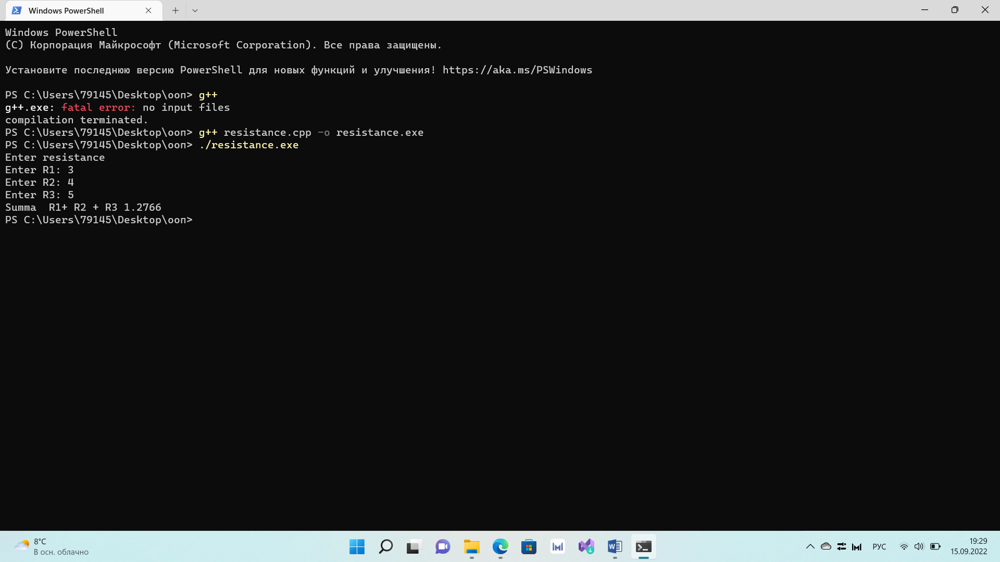 Windows PowerShell
Windows PowerShell
(C) Корпорация Майкрософт (Microsoft Corporation). Все права защищены.
Установите последнюю версию PowerShell для новых функций и улучшения! https://aka.ms/PSWindows
PS C:\Users\79145\Desktop\ооп> g++
g++.exe: fatal error: no input files
compilation terminated.
PS C:\Users\79145\Desktop\ооп> g++ resistance.cpp -o resistance.exe
PS C:\Users\79145\Desktop\ооп> ./resistance.exe
Enter resistance
Enter R1: 3
Enter R2: 4
Enter R3: 5
Summa  R1+ R2 + R3 1.2766
PS C:\Users\79145\Desktop\ооп>
8°C
В осн. облачно
РУС
19:29
15.09.2022